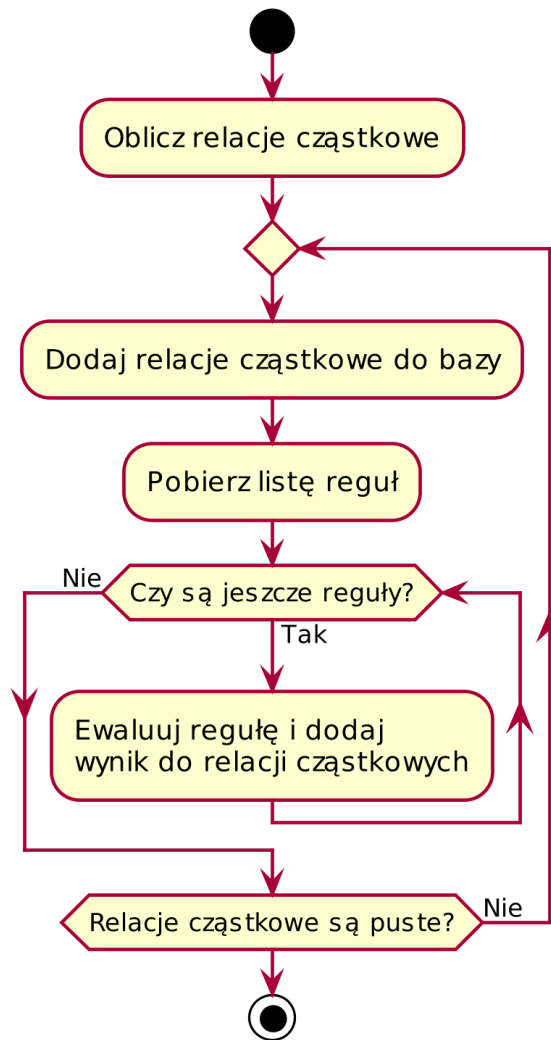 Oblicz relacje cząstkowe
Dodaj relacje cząstkowe do bazy
Pobierz listę reguł
Nie
Czy są jeszcze reguły?
Tak
Ewaluuj regułę i dodaj
wynik do relacji cząstkowych
Relacje cząstkowe są puste?
Nie